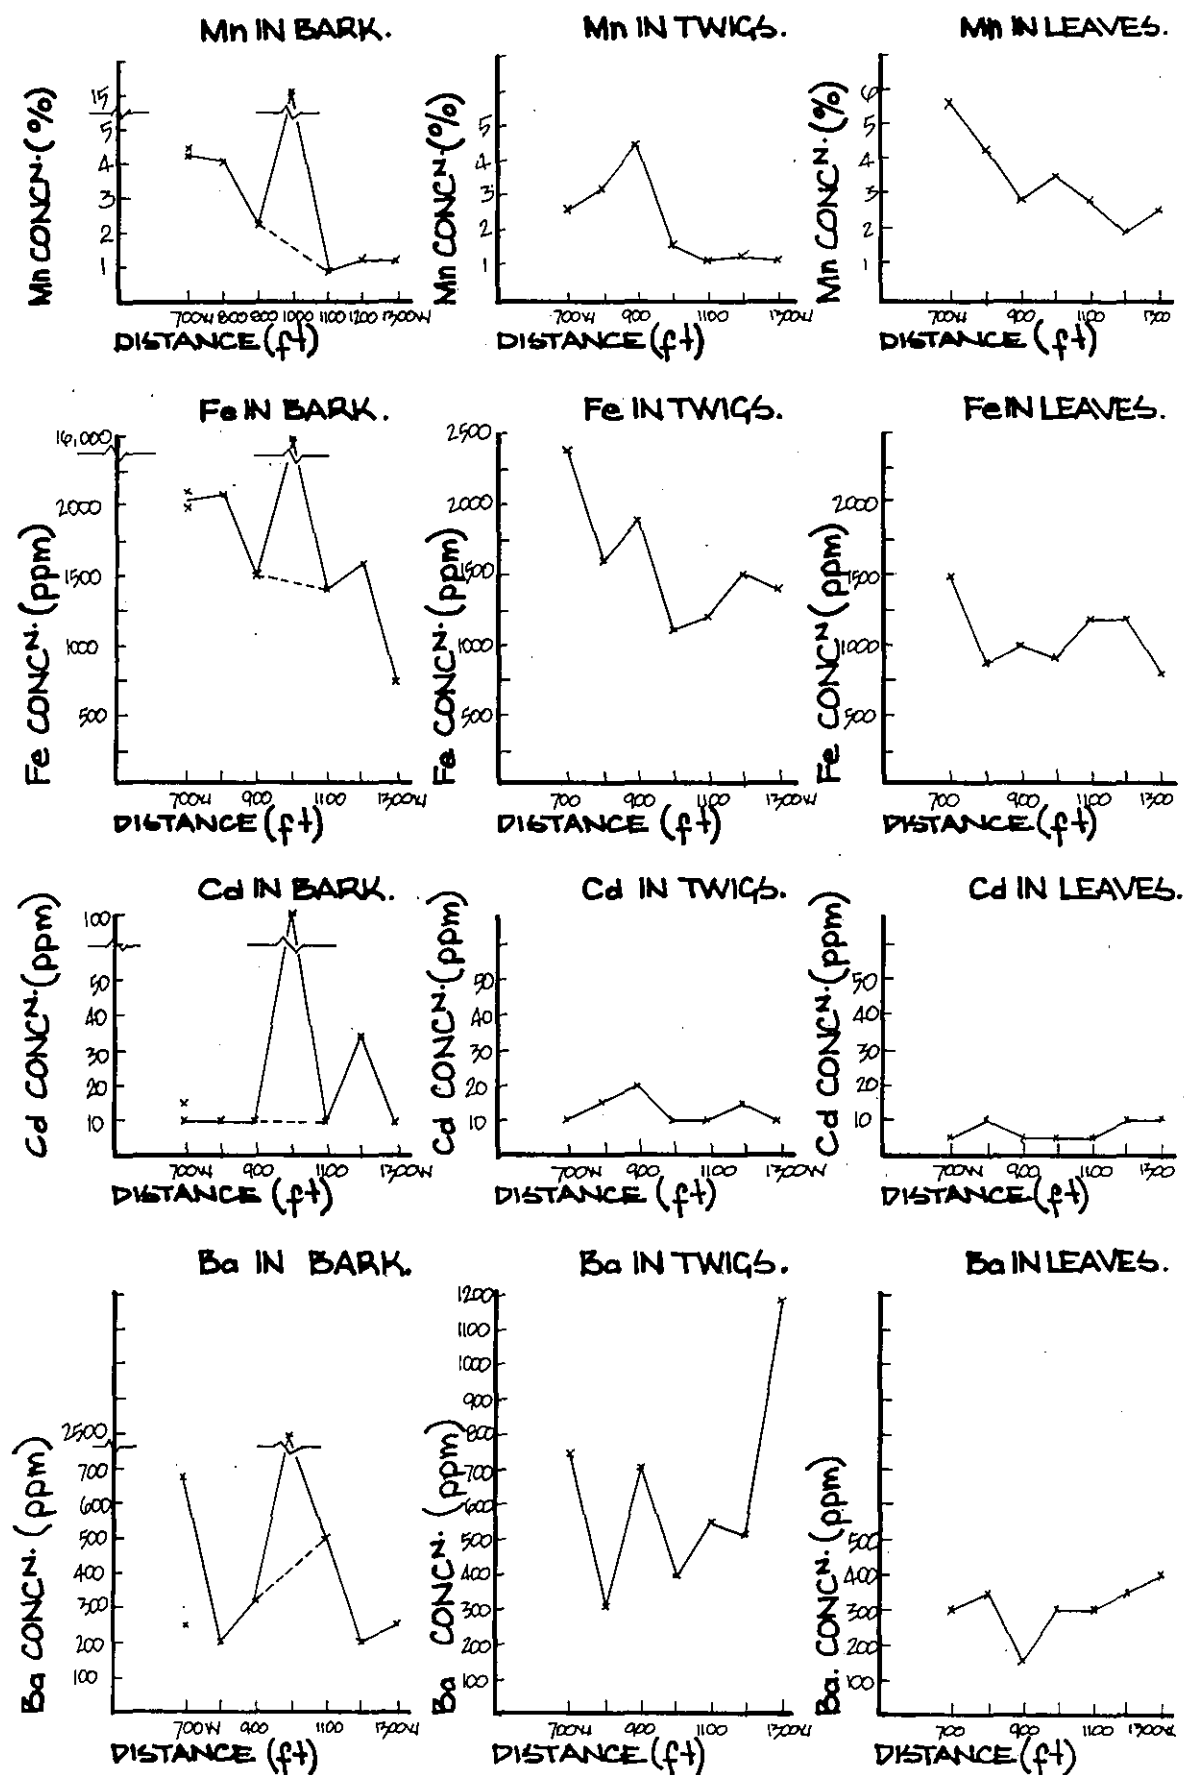 Mn IN BARK.
Mn CONCN. (%)
15
5
4
3
2
1
700W 800 900 1000 1100 1200 1300W
DISTANCE (ft)
Mn IN TWIGS.
Mn CONCN. (%)
5
4
3
2
1
700W 900 1100 1300W
DISTANCE (ft)
Mn IN LEAVES.
Mn CONCN. (%)
6
5
4
3
2
1
700W 900 1100 1300
DISTANCE (ft)
Fe IN BARK.
Fe CONCN. (ppm)
16,000
2000
1500
1000
500
700W 900 1100 1300W
DISTANCE (ft)
Fe IN TWIGS.
Fe CONCN. (ppm)
2500
2000
1500
1000
500
700 900 1100 1300W
DISTANCE (ft)
Fe IN LEAVES.
Fe CONCN (ppm)
2000
1500
1000
500
700 900 1100 1300
DISTANCE (ft)
Cd IN BARK.
Cd CONCN. (ppm)
100
50
40
30
20
10
700W 900 1100 1300W
DISTANCE (ft)
Cd IN TWIGS.
Cd CONCN. (ppm)
50
40
30
20
10
700W 900 1100 1300W
DISTANCE (ft)
Cd IN LEAVES.
Cd CONCN. (ppm)
50
40
30
20
10
700W 900 1100 1300
DISTANCE (ft)
Ba IN BARK.
Ba CONCN. (ppm)
2500
700
600
500
400
300
200
100
700W 900 1100 1300W
DISTANCE (ft)
Ba IN TWIGS.
Ba CONCN. (ppm)
1200
1100
1000
900
800
700
600
500
400
300
200
100
700W 900 1100 1300W
DISTANCE (ft)
Ba IN LEAVES.
Ba. CONCN. (ppm)
500
400
300
200
100
700 900 1100 1300W
DISTANCE (ft)